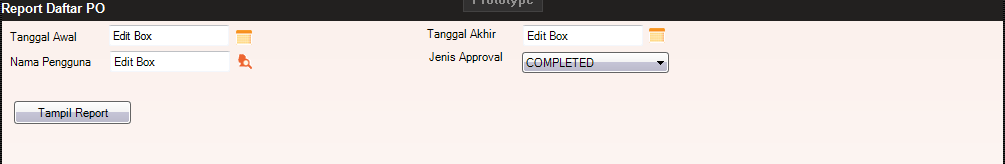 Prototype
Report Daftar PO
Tanggal Awal Edit Box Tanggal Akhir Edit Box
Nama Pengguna Edit Box Jenis Approval COMPLETED
Tampil Report